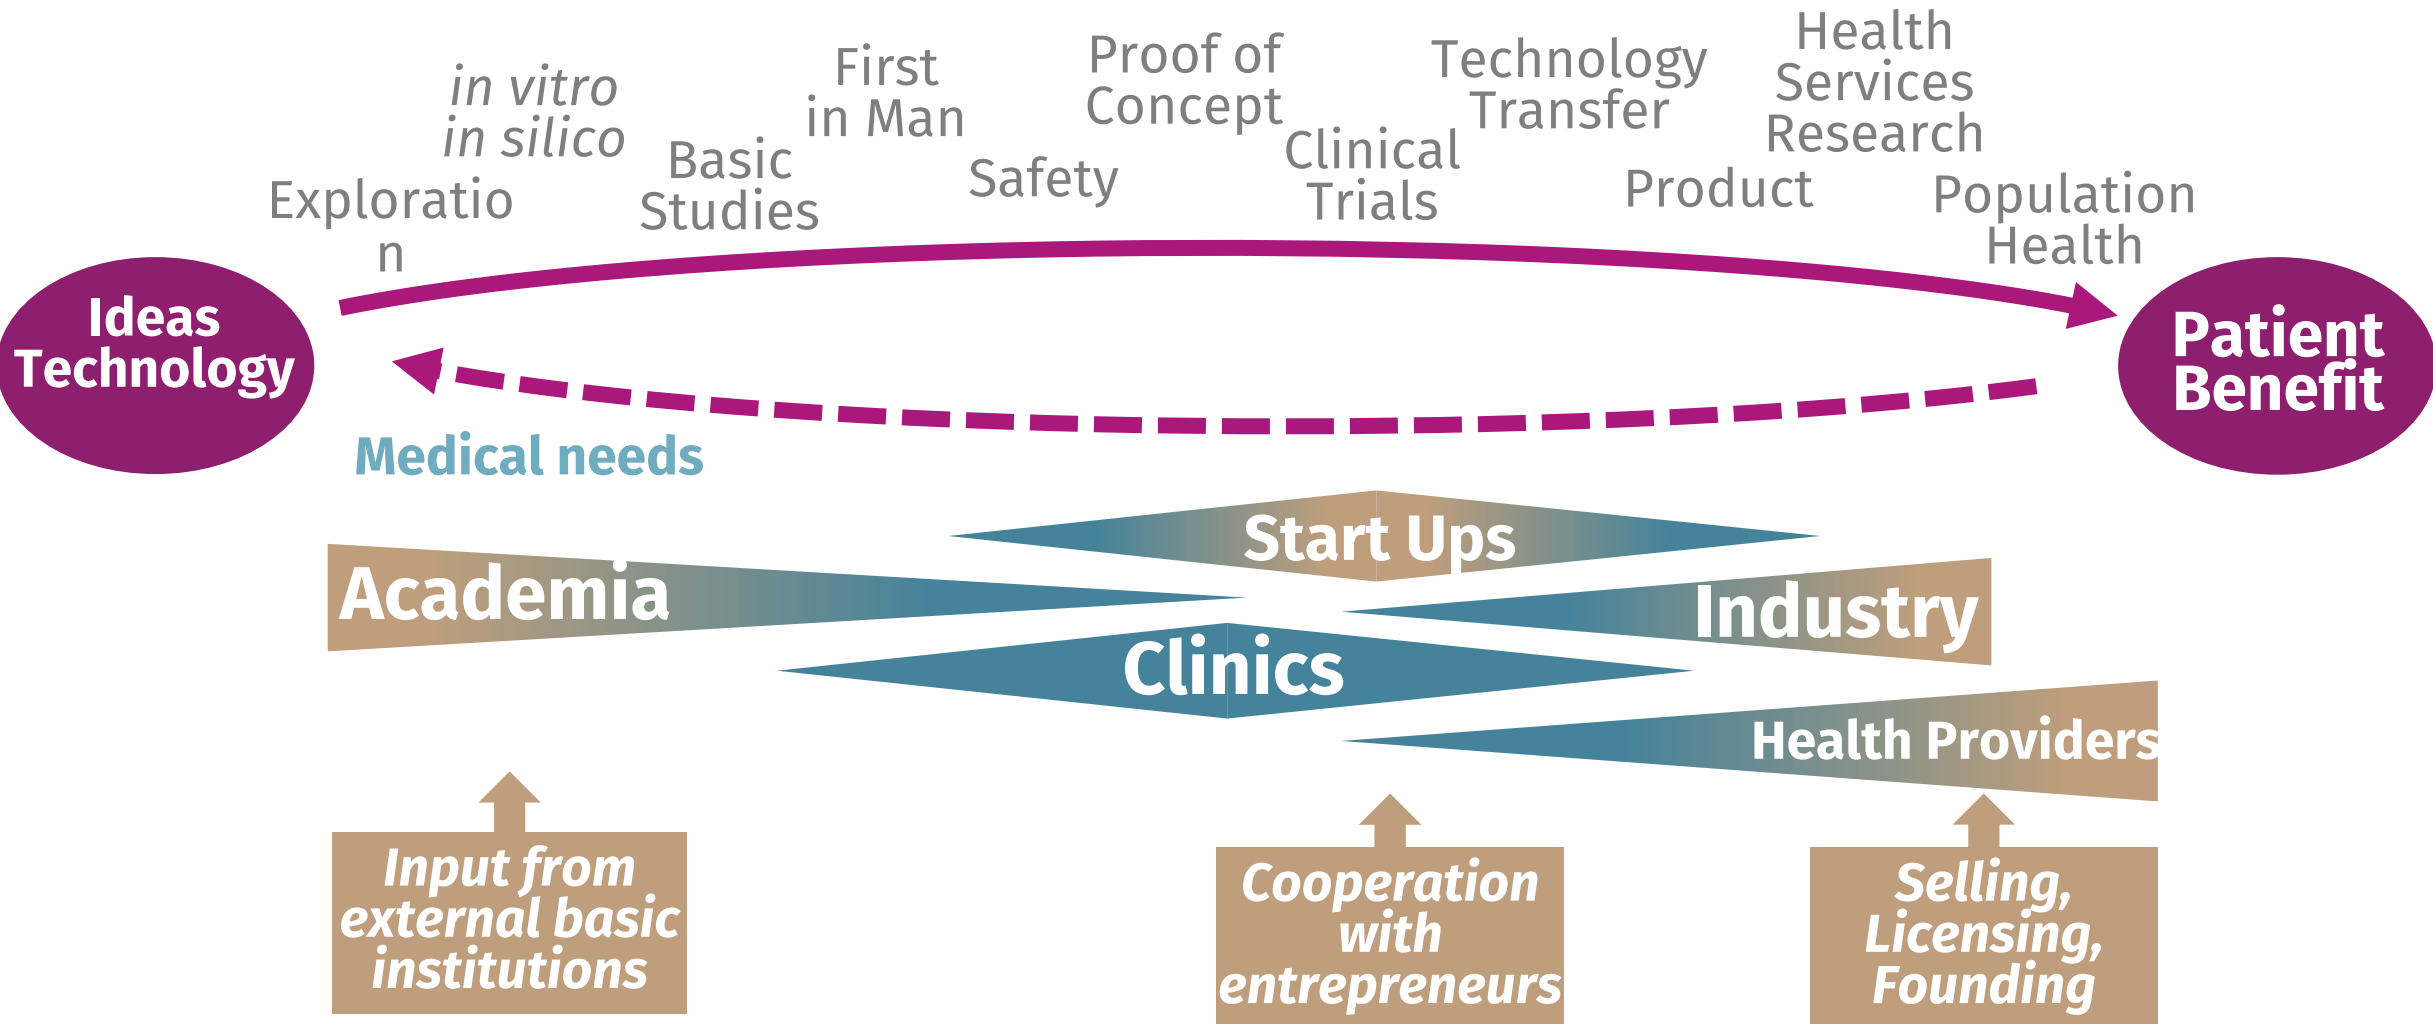 Exploratio
n
in vitro
in silico
Basic
Studies
First
in Man
Safety
Proof of
Concept
Clinical
Trials
Technology
Transfer
Product
Health
Services
Research
Population
Health
Ideas
Technology
Patient
Benefit
Medical needs
Start Ups
Academia
Industry
Clinics
Health Providers
Input from
external basic
institutions
Cooperation
with
entrepreneurs
Selling,
Licensing,
Founding